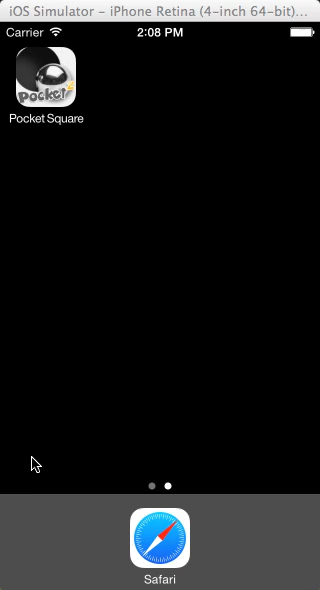 iOS Simulator - iPhone Retina (4-inch 64-bit)...
Carrier 2:08 PM
Pocket
Pocket Square
Safari